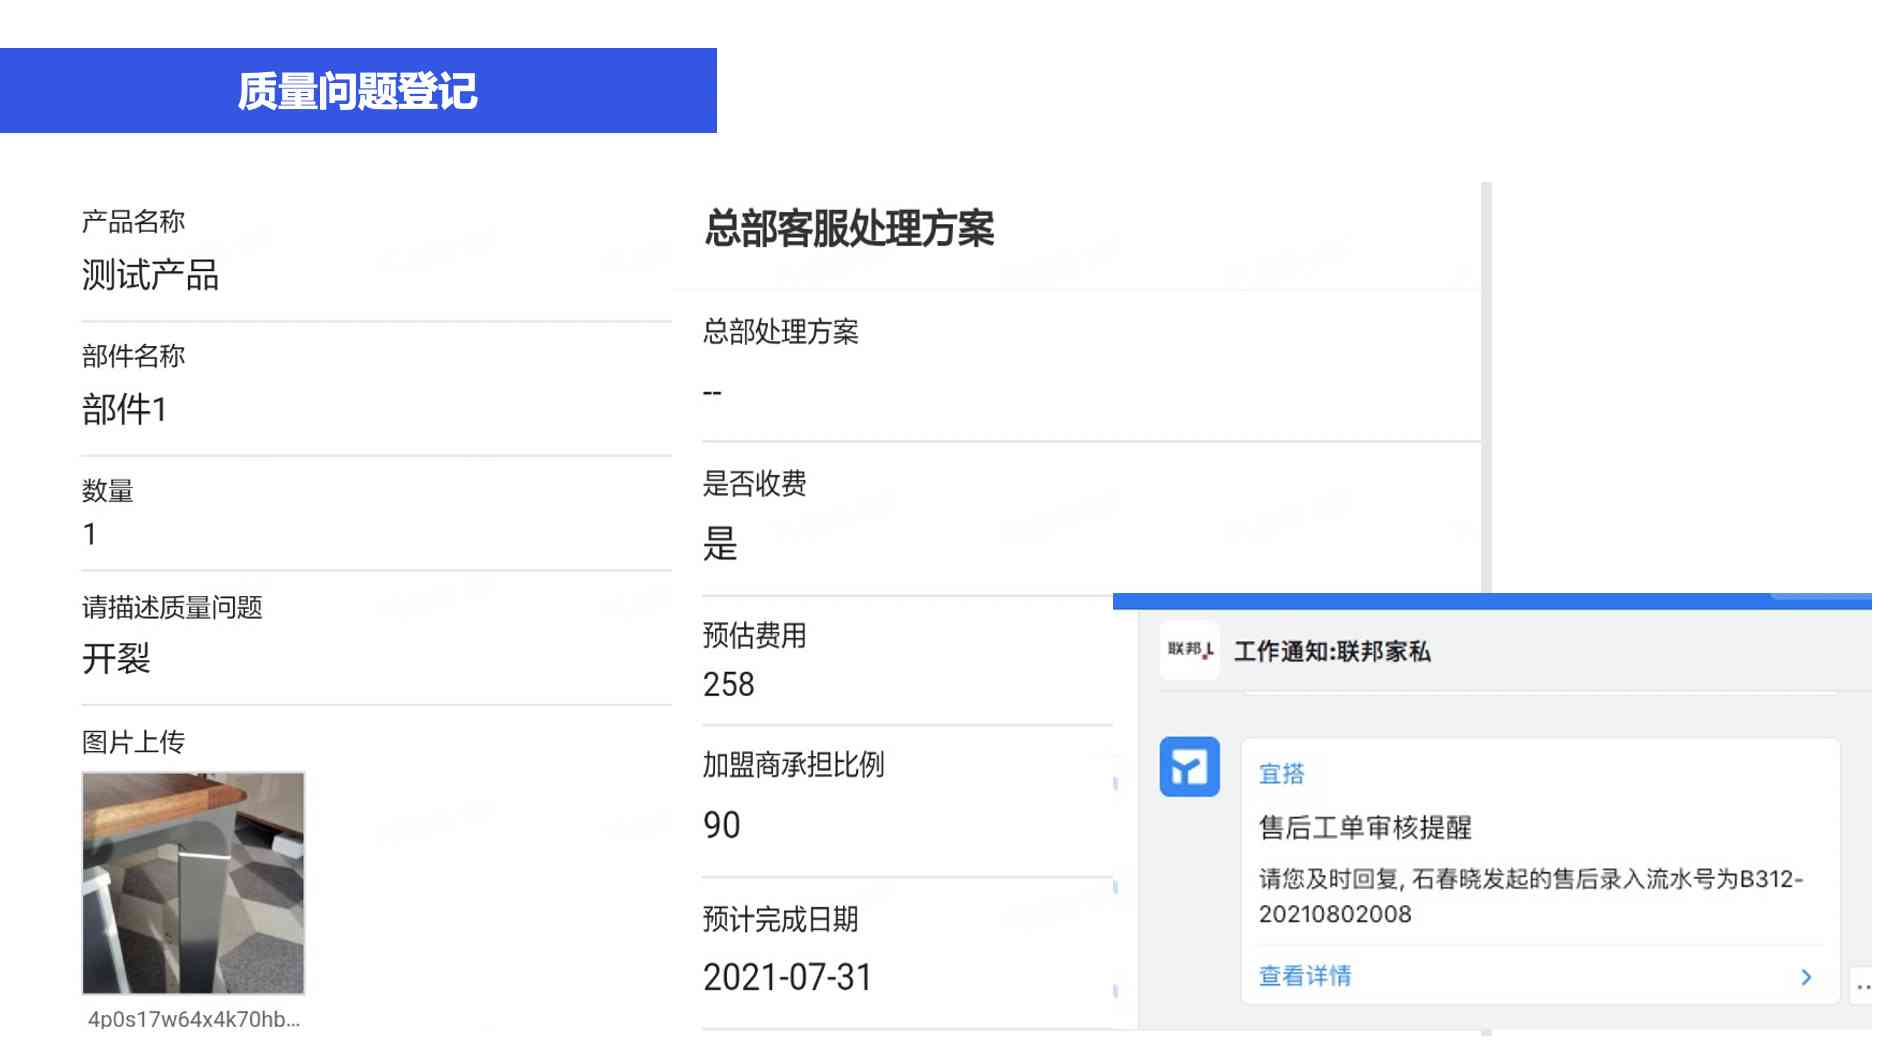 质量问题登记
产品名称
测试产品
部件名称
部件1
数量
1
请描述质量问题
开裂
图片上传
4p0s17w64x4k70hb...
总部客服处理方案
总部处理方案
--
是否收费
是
预估费用
258
加盟商承担比例
90
预计完成日期
2021-07-31
联邦
工作通知:联邦家私
宜搭
售后工单审核提醒
请您及时回复, 石春晓发起的售后录入流水号为B312-
20210802008
查看详情